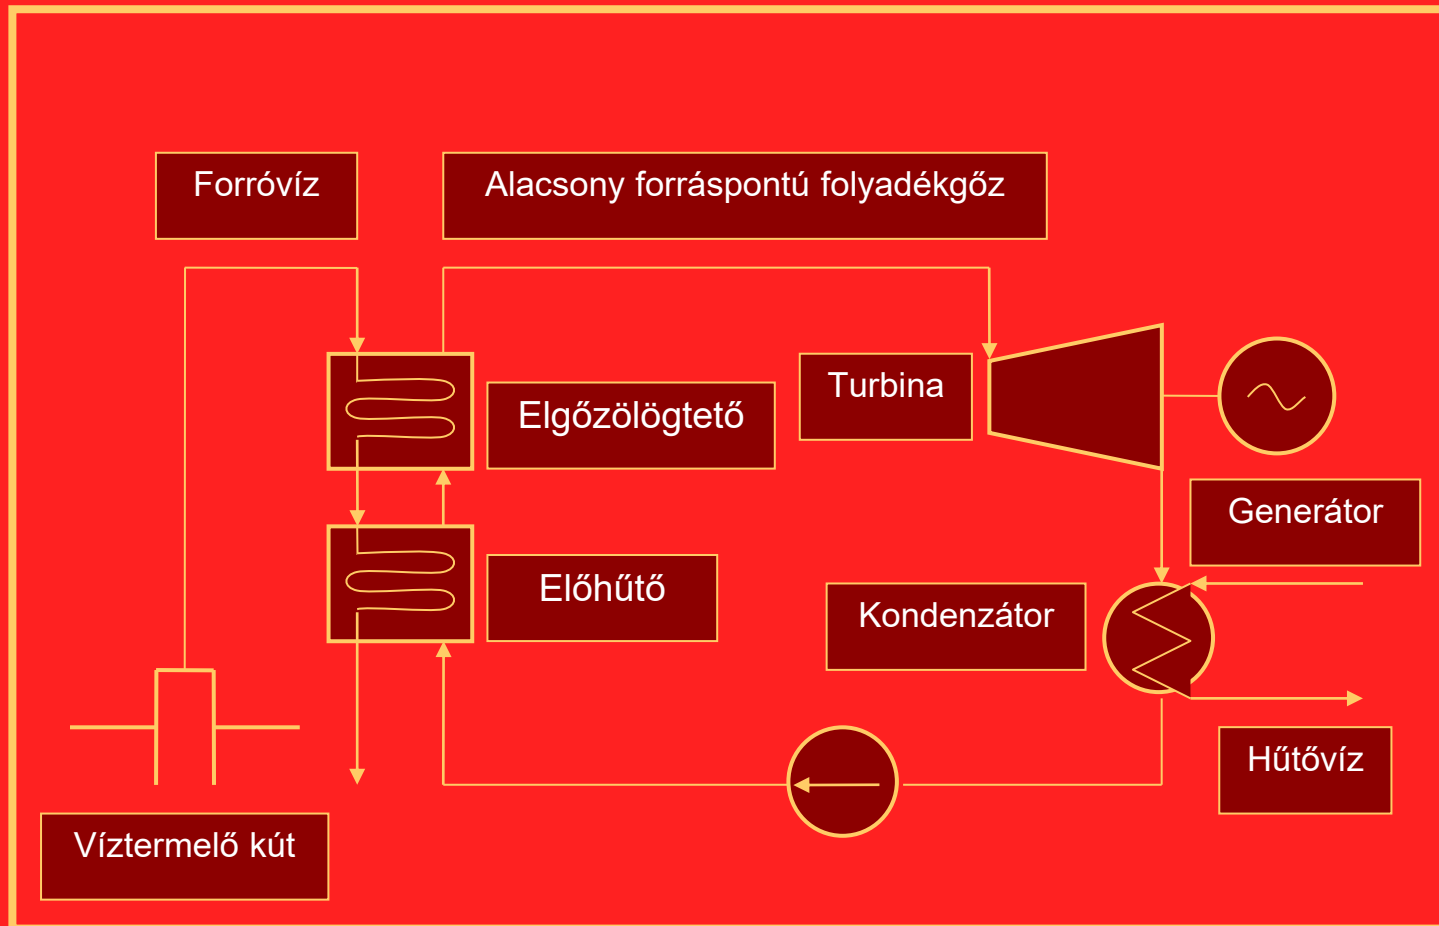 Forróvíz
Alacsony forráspontú folyadékgőz
Turbina
Elgőzölögtető
Generátor
Előhűtő
Kondenzátor
Hűtővíz
Víztermelő kút